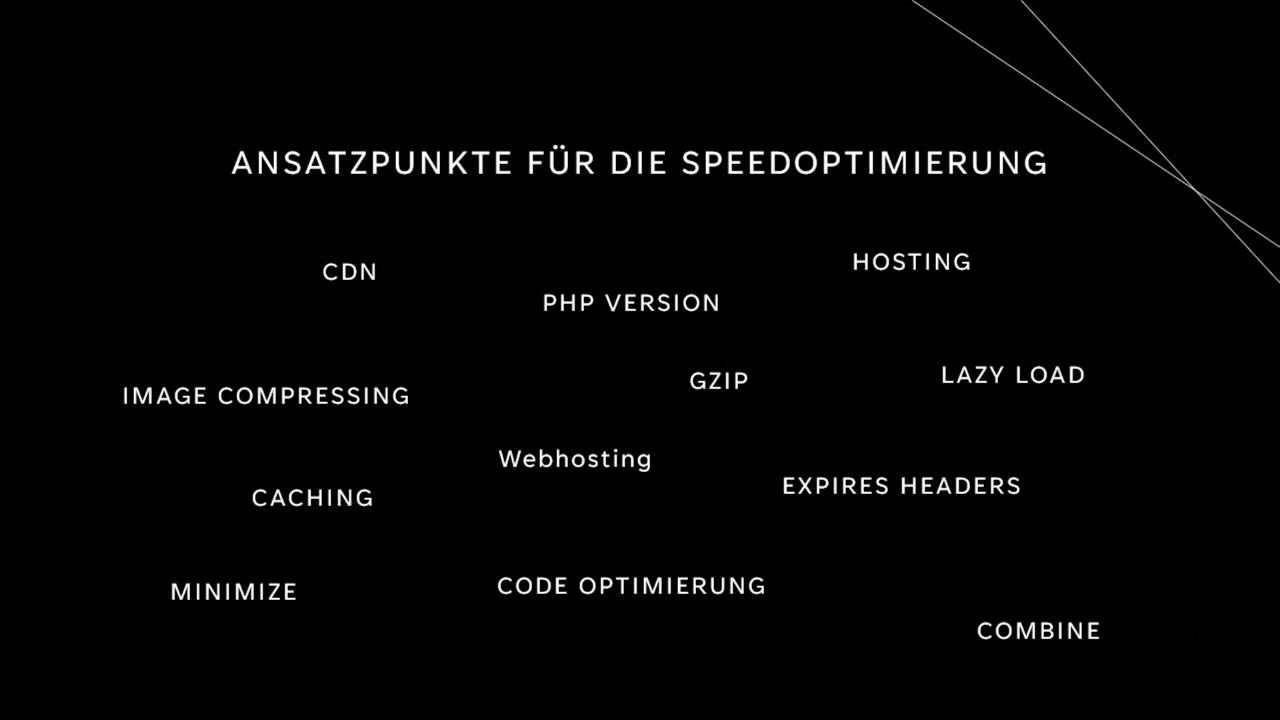 ANSATZPUNKTE FÜR DIE SPEEDOPTIMIERUNG
CDN
HOSTING
PHP VERSION
IMAGE COMPRESSING
GZIP
LAZY LOAD
Webhosting
CACHING
EXPIRES HEADERS
MINIMIZE
CODE OPTIMIERUNG
COMBINE